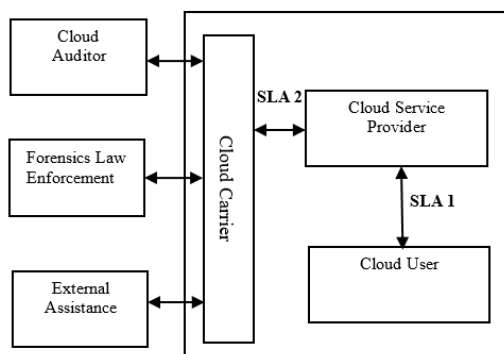 Cloud
Auditor
Forensics Law
Enforcement
External
Assistance
Cloud Carrier
SLA 2
Cloud Service
Provider
SLA 1
Cloud User